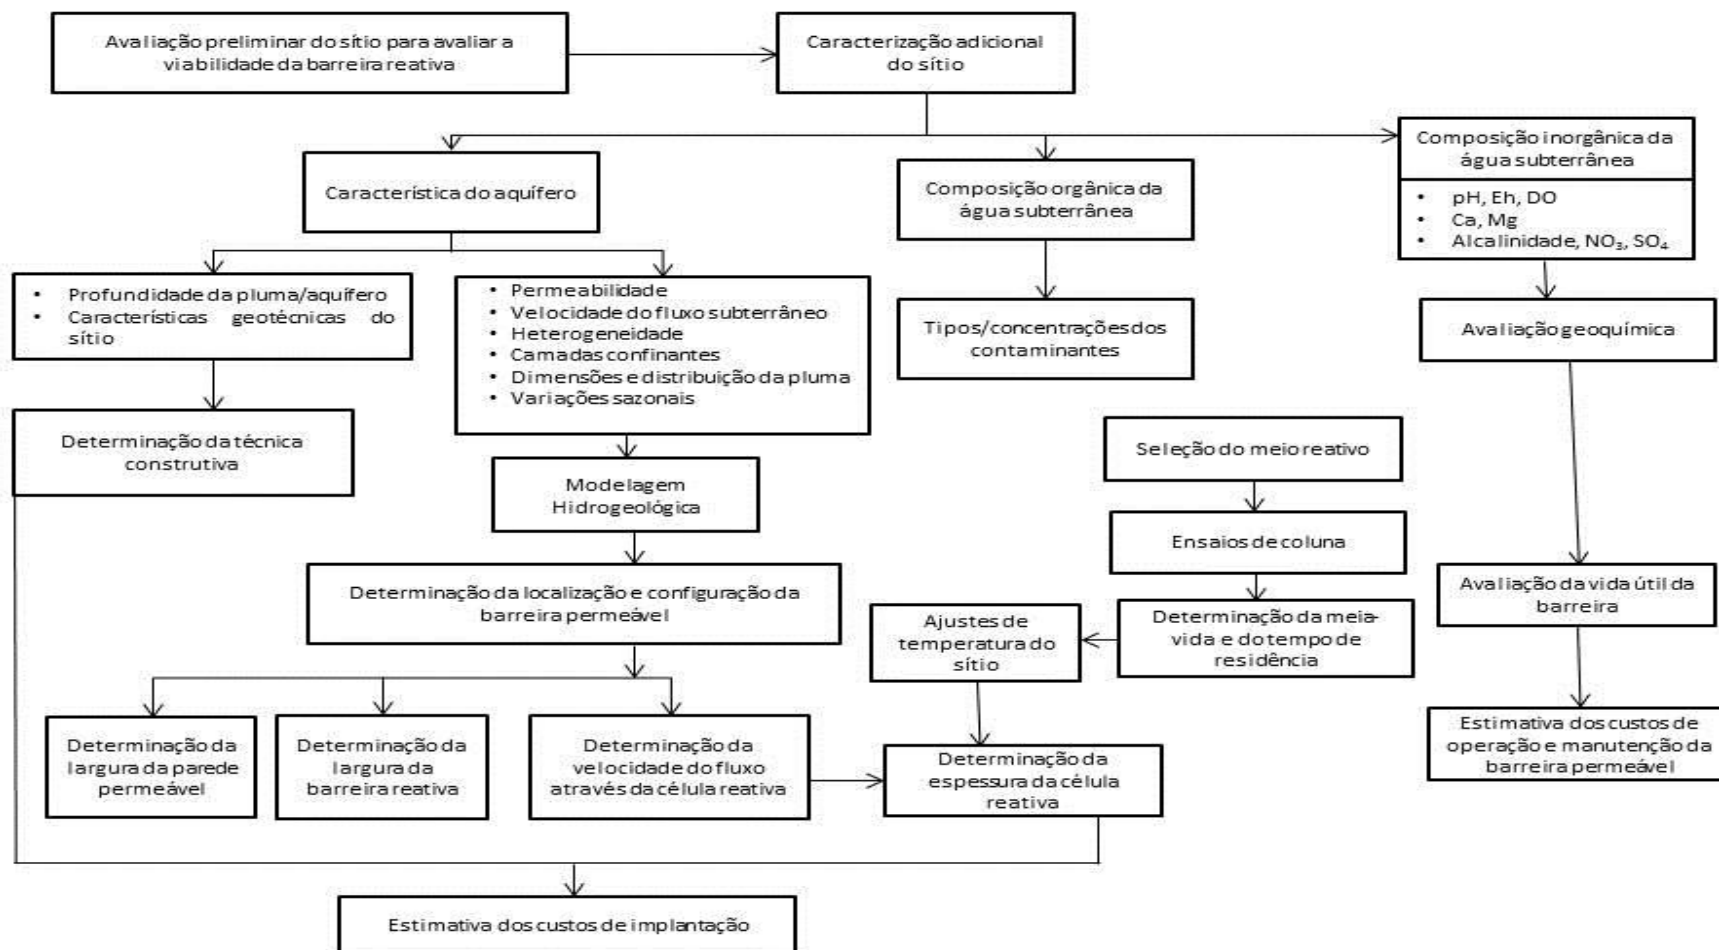 Avaliação preliminar do sítio para avaliar a
viabilidade da barreira reativa
Caracterização adicional
do sítio
Característica do aquífero
Composição orgânica da
água subterrânea
Composição inorgânica da
água subterrânea
• pH, Eh, DO
• Ca, Mg
• Alcalinidade, NO₃, SO₄
• Profundidade da pluma/aquífero
• Características geotécnicas do
sítio
• Permeabilidade
• Velocidade do fluxo subterrâneo
• Heterogeneidade
• Camadas confinantes
• Dimensões e distribuição da pluma
• Variações sazonais
Tipos/concentrações dos
contaminantes
Avaliação geoquímica
Determinação da técnica
construtiva
Modelagem
Hidrogeológica
Seleção do meio reativo
Ensaios de coluna
Determinação da localização e configuração da
barreira permeável
Ajustes de
temperatura do
sítio
Determinação da meia-
vida e do tempo de
residência
Avaliação da vida útil da
barreira
Determinação da
largura da parede
permeável
Determinação da
largura da
barreira reativa
Determinação da
velocidade do fluxo
através da célula reativa
Determinação da
espessura da célula
reativa
Estimativa dos custos de
operação e manutenção da
barreira permeável
Estimativa dos custos de implantação